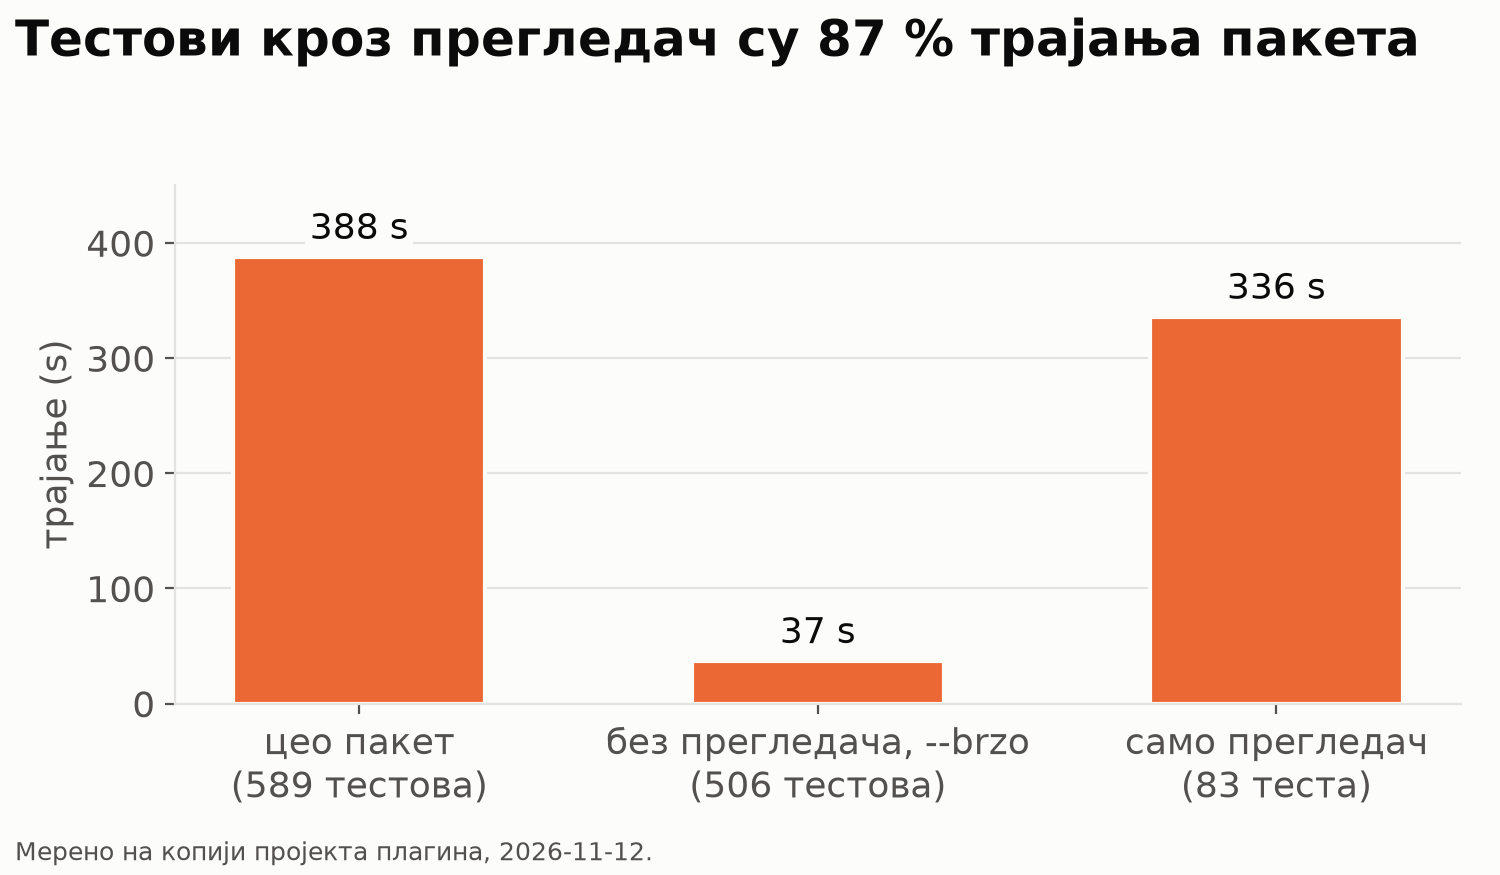 Тестови кроз прегледач су 87 % трајања пакета
трајање (s)
400
300
200
100
0
388 s
37 s
336 s
цео пакет
(589 тестова)
без прегледача, --brzo
(506 тестова)
само прегледач
(83 теста)
Мерено на копији пројекта плагина, 2026-11-12.